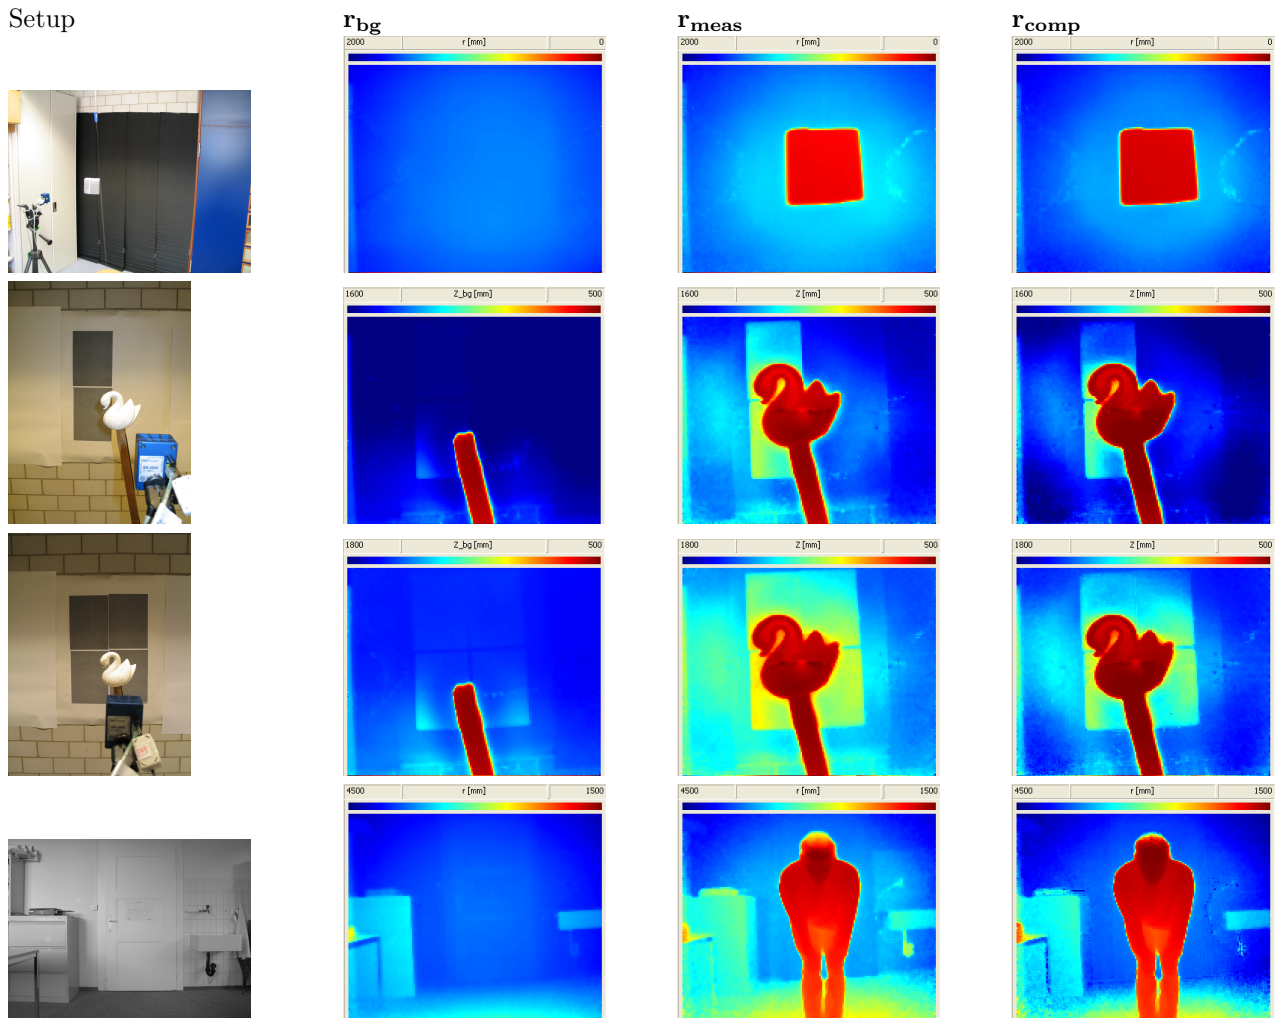 Setup r_bg r_meas r_comp
2000 r [mm] 0 2000 r [mm] 0 2000 r [mm] 0
1600 Z_bg [mm] 500 1600 Z [mm] 500 1600 Z [mm] 500
1800 Z_bg [mm] 500 1800 Z [mm] 500 1800 Z [mm] 500
4500 r [mm] 1500 4500 r [mm] 1500 4500 r [mm] 1500